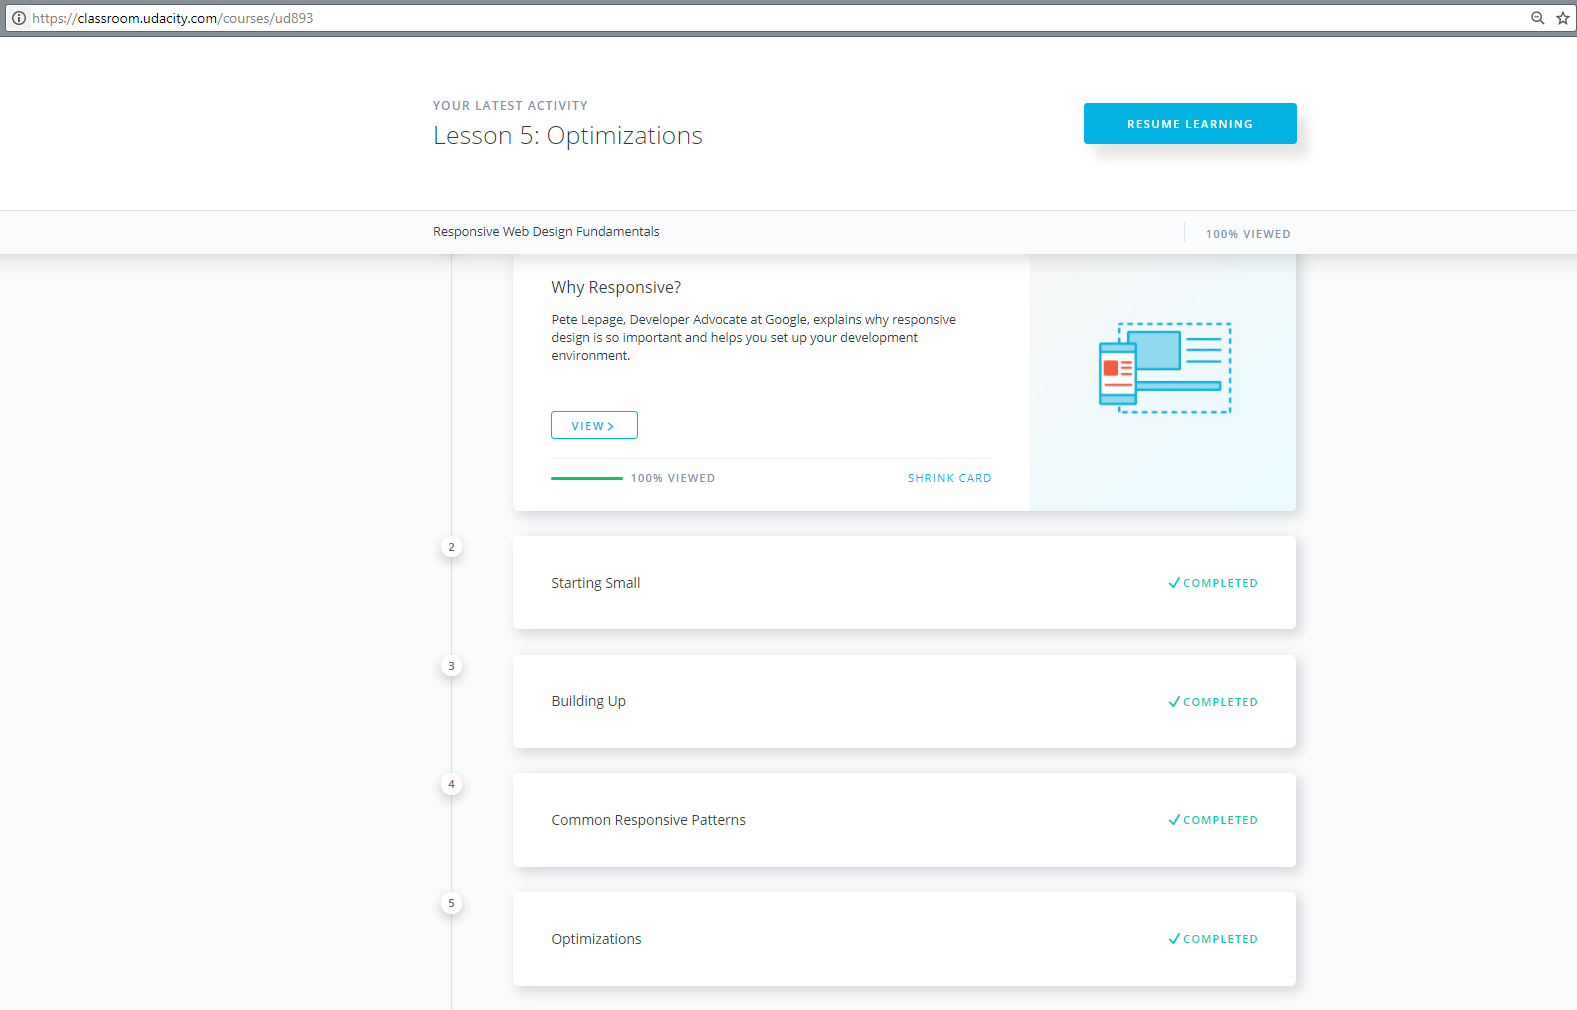 https://classroom.udacity.com/courses/ud893
YOUR LATEST ACTIVITY
Lesson 5: Optimizations
RESUME LEARNING
Responsive Web Design Fundamentals
100% VIEWED
Why Responsive?
Pete Lepage, Developer Advocate at Google, explains why responsive
design is so important and helps you set up your development
environment.
VIEW >
100% VIEWED
SHRINK CARD
2
Starting Small
COMPLETED
3
Building Up
COMPLETED
4
Common Responsive Patterns
COMPLETED
5
Optimizations
COMPLETED